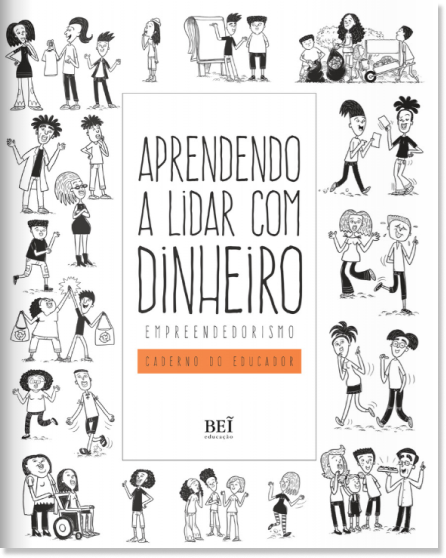 APRENDENDO
A LIDAR COM
DINHEIRO
EMPREENDEDORISMO
CADERNO DO EDUCADOR
BEĨ
educação